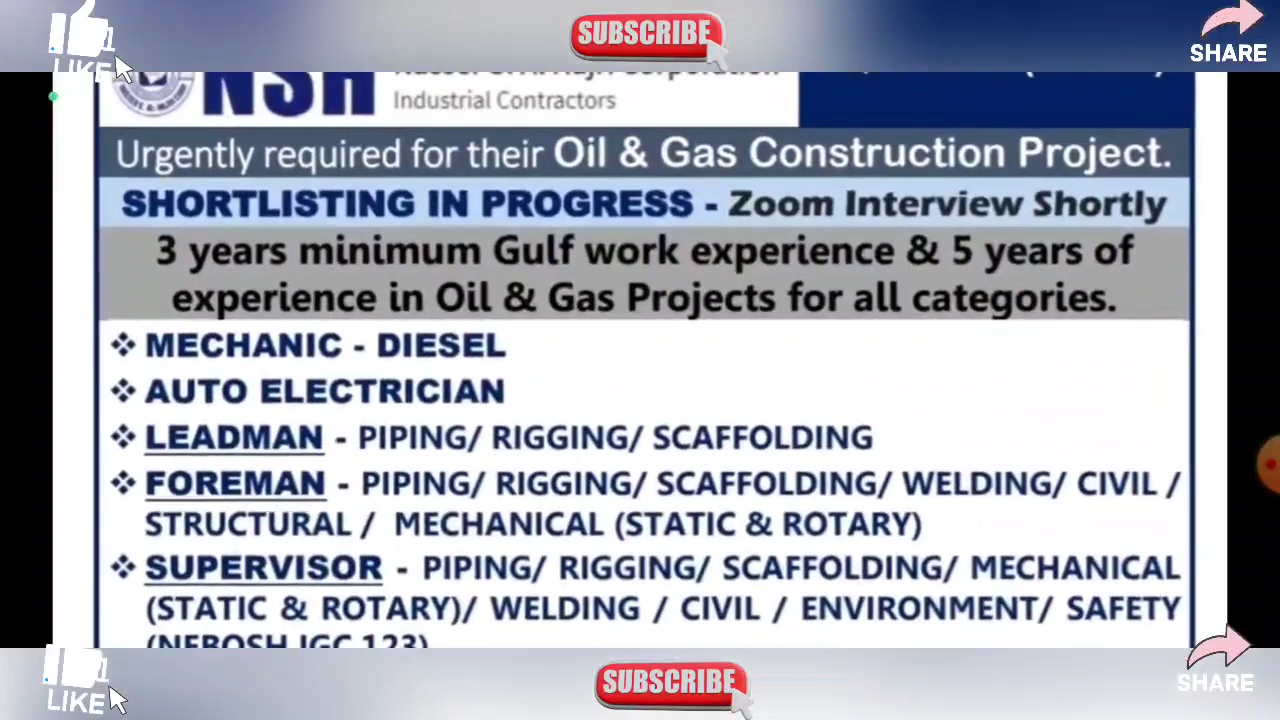 SUBSCRIBE
LIKE
SHARE
NSH
Industrial Contractors
Urgently required for their Oil & Gas Construction Project.
SHORTLISTING IN PROGRESS - Zoom Interview Shortly
3 years minimum Gulf work experience & 5 years of
experience in Oil & Gas Projects for all categories.
❖ MECHANIC - DIESEL
❖ AUTO ELECTRICIAN
❖ LEADMAN - PIPING/ RIGGING/ SCAFFOLDING
❖ FOREMAN - PIPING/ RIGGING/ SCAFFOLDING/ WELDING/ CIVIL /
STRUCTURAL / MECHANICAL (STATIC & ROTARY)
❖ SUPERVISOR - PIPING/ RIGGING/ SCAFFOLDING/ MECHANICAL
(STATIC & ROTARY)/ WELDING / CIVIL / ENVIRONMENT/ SAFETY
(NEBOSH IGC 123)
LIKE
SUBSCRIBE
SHARE